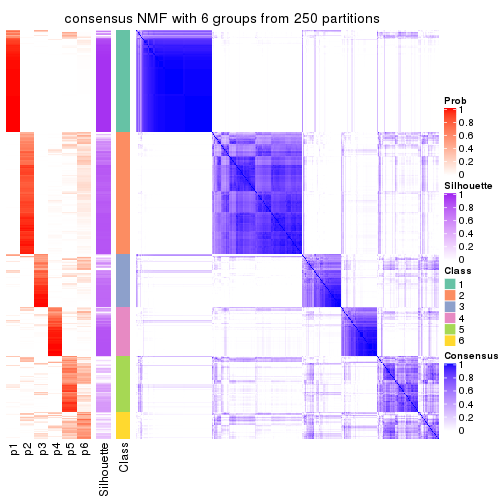 consensus NMF with 6 groups from 250 partitions
Prob
1
0.8
0.6
0.4
0.2
0
Silhouette
1
0.8
0.6
0.4
0.2
0
Class
1
2
3
4
5
6
Consensus
1
0.8
0.6
0.4
0.2
0
p1
p2
p3
p4
p5
p6
Silhouette
Class